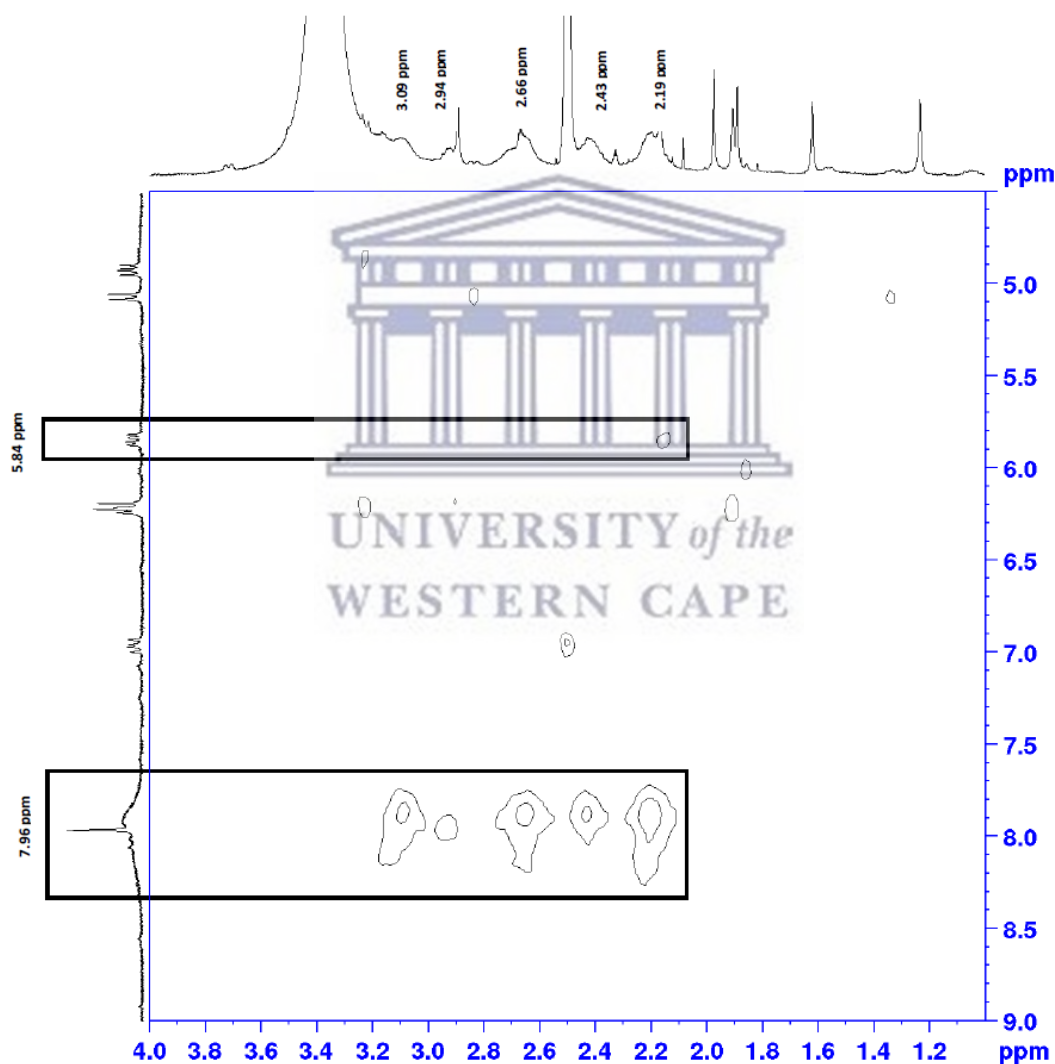 3.09 ppm
2.94 ppm
2.66 ppm
2.43 ppm
2.19 ppm
ppm
5.0
5.5
5.84 ppm
6.0
UNIVERSITY of the
6.5
WESTERN CAPE
7.0
7.5
7.96 ppm
8.0
8.5
9.0
4.0 3.8 3.6 3.4 3.2 3.0 2.8 2.6 2.4 2.2 2.0 1.8 1.6 1.4 1.2 ppm